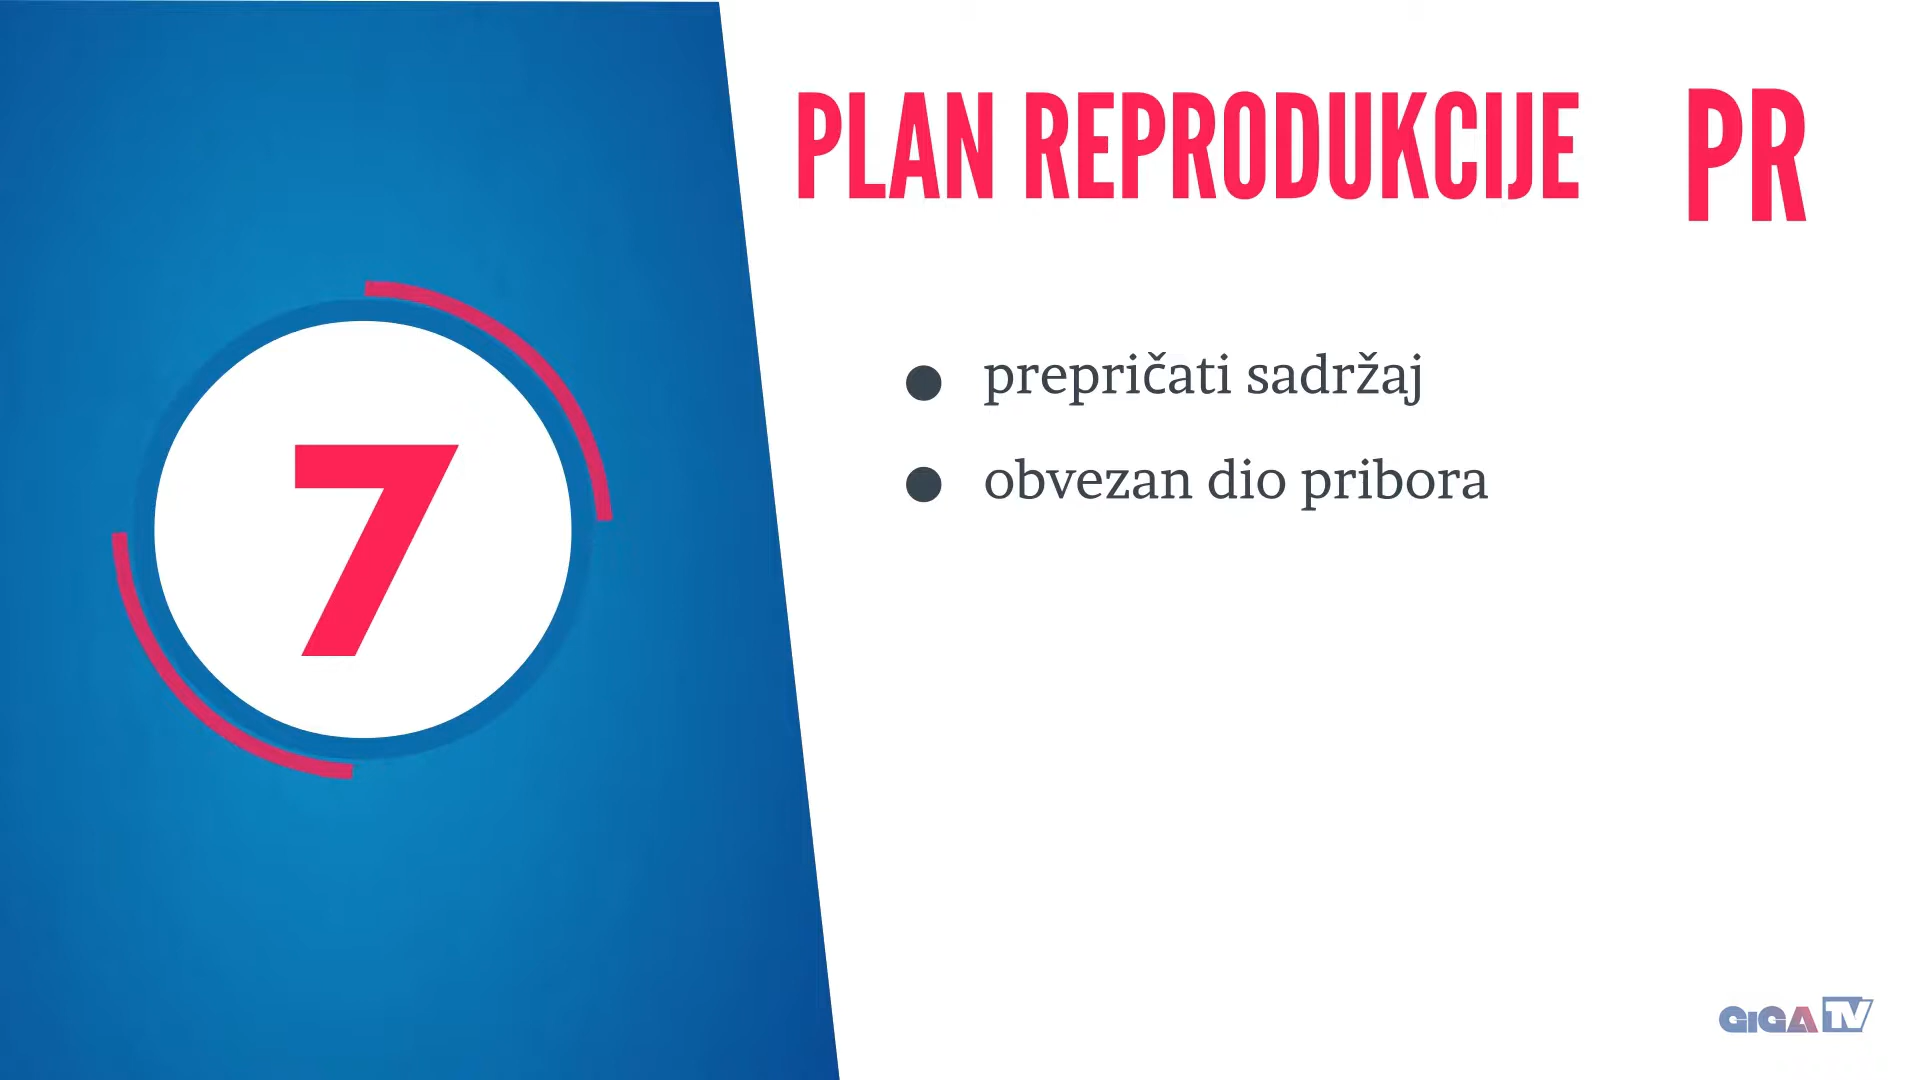 PLAN REPRODUKCIJE PR
7
prepričati sadržaj
obvezan dio pribora
GIGA TV